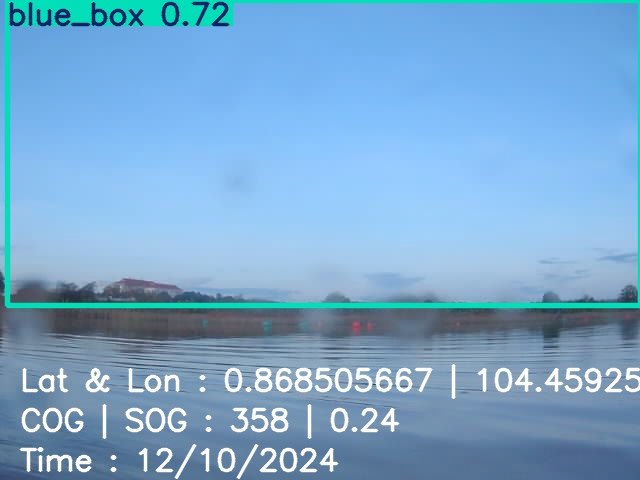 blue_box 0.72
Lat & Lon : 0.868505667 | 104.45925
COG | SOG : 358 | 0.24
Time : 12/10/2024